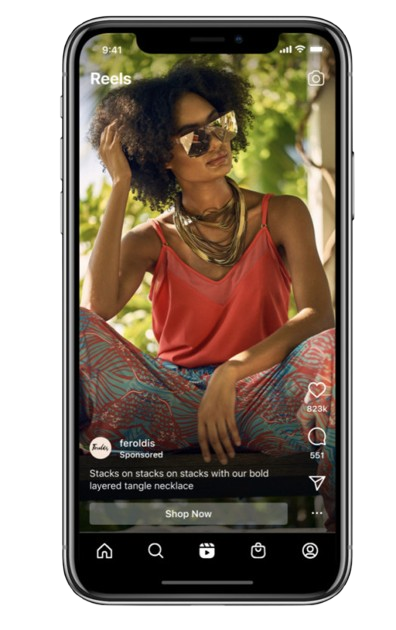 9:41
Reels
823k
551
feroldis
Sponsored
Stacks on stacks on stacks with our bold
layered tangle necklace
Shop Now